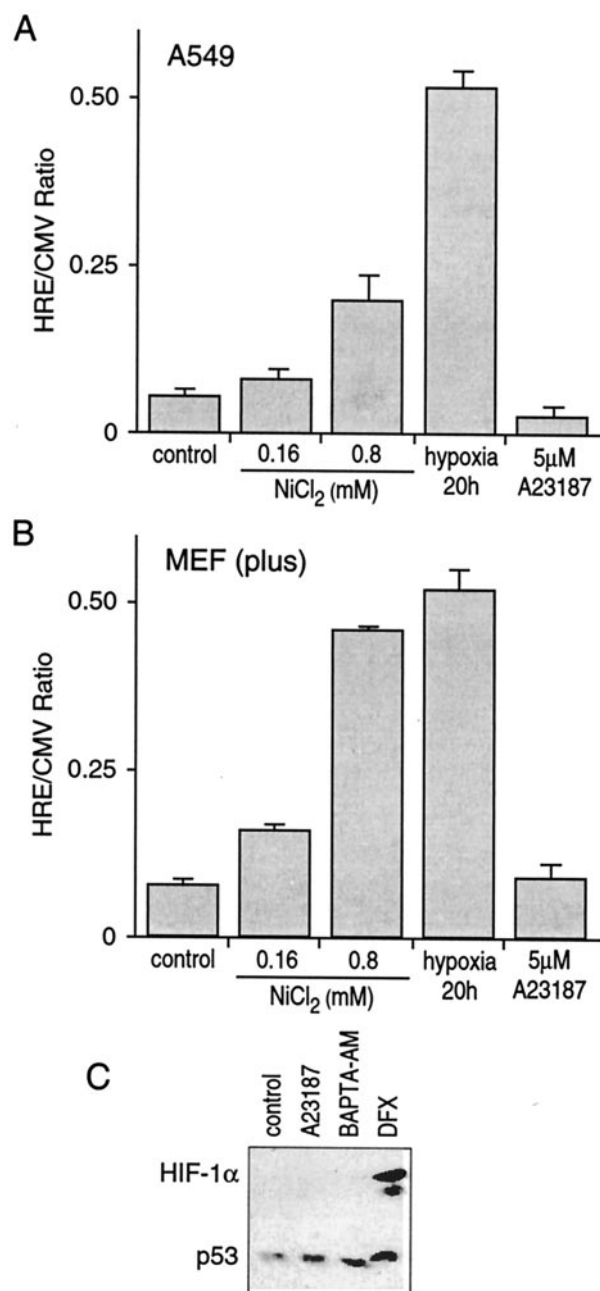 A
A549
0.50
0.25
0
HRE/CMV Ratio
control
0.16
0.8
hypoxia
20h
5μM
A23187
NiCl₂ (mM)
B
MEF (plus)
0.50
0.25
0
HRE/CMV Ratio
control
0.16
0.8
hypoxia
20h
5μM
A23187
NiCl₂ (mM)
C
control
A23187
BAPTA-AM
DFX
HIF-1α
p53